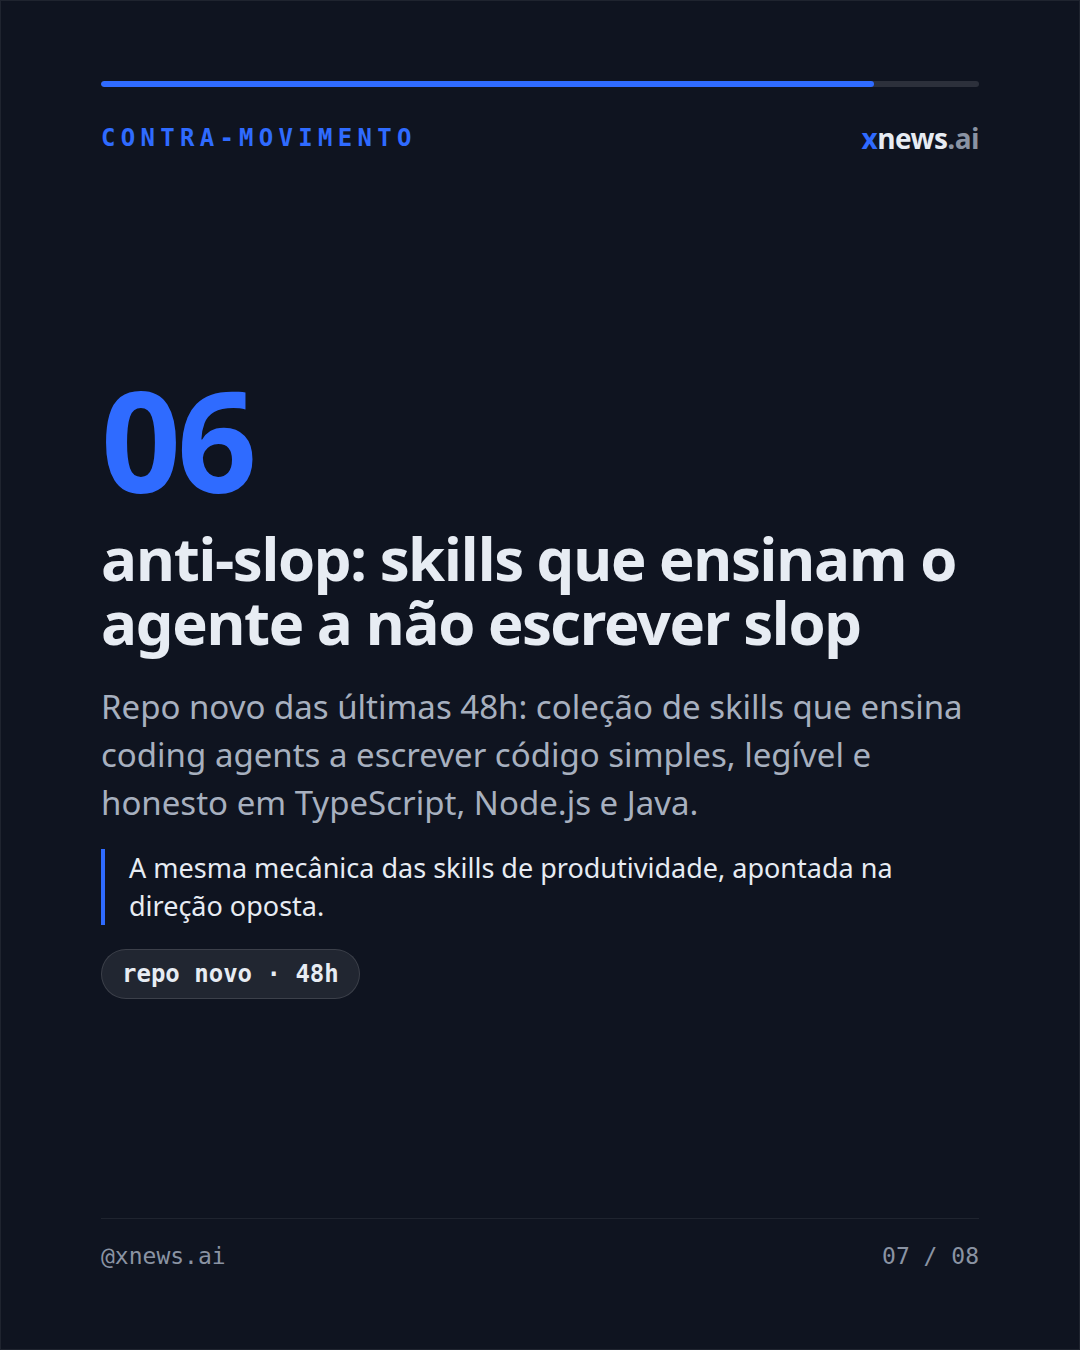 CONTRA-MOVIMENTO
xnews.ai
06
anti-slop: skills que ensinam o
agente a não escrever slop
Repo novo das últimas 48h: coleção de skills que ensina
coding agents a escrever código simples, legível e
honesto em TypeScript, Node.js e Java.
A mesma mecânica das skills de produtividade, apontada na
direção oposta.
repo novo · 48h
@xnews.ai
07 / 08